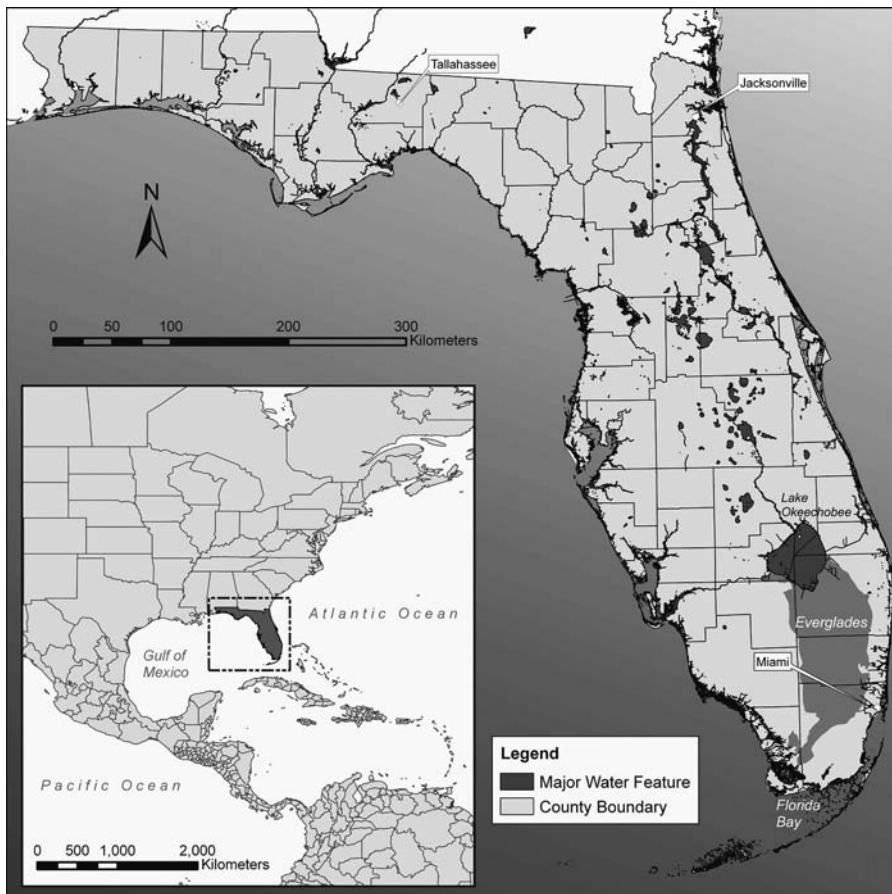 Tallahassee
Jacksonville
N
0 50 100 200 300
Kilometers
Lake
Okeechobee
Everglades
Miami
Florida
Bay
Atlantic Ocean
Gulf of
Mexico
Pacific Ocean
0 500 1,000 2,000
Kilometers
Legend
Major Water Feature
County Boundary